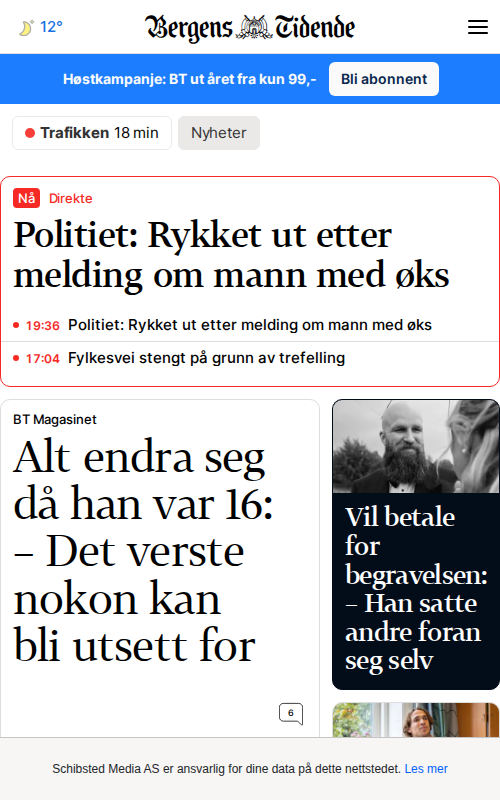 12°
Bergens Tidende
Høstkampanje: BT ut året fra kun 99,-
Bli abonnent
Trafikken 18 min
Nyheter
Nå Direkte
Politiet: Rykket ut etter
melding om mann med øks
19:36 Politiet: Rykket ut etter melding om mann med øks
17:04 Fylkesvei stengt på grunn av trefelling
BT Magasinet
Alt endra seg
då han var 16:
– Det verste
nokon kan
bli utsett for
6
Vil betale
for
begravelsen:
– Han satte
andre foran
seg selv
Schibsted Media AS er ansvarlig for dine data på dette nettstedet. Les mer